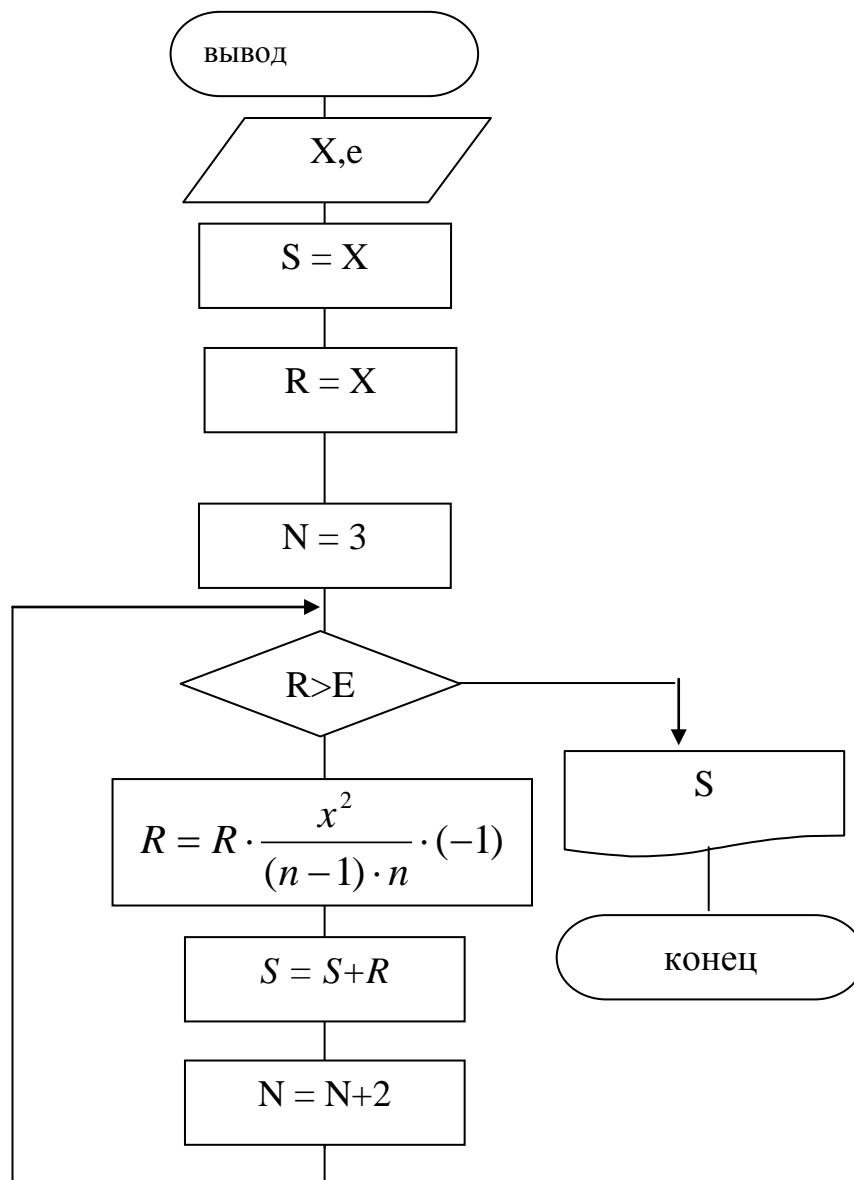 вывод
X,e
S = X
R = X
N = 3
R>E
R = R · x² / ((n − 1) · n) · (−1)
S = S+R
N = N+2
S
конец